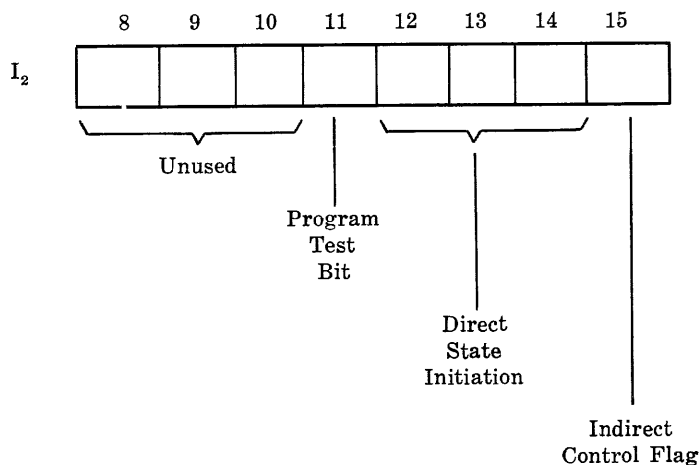 8 9 10 11 12 13 14 15
I₂
Unused
Program
Test
Bit
Direct
State
Initiation
Indirect
Control Flag